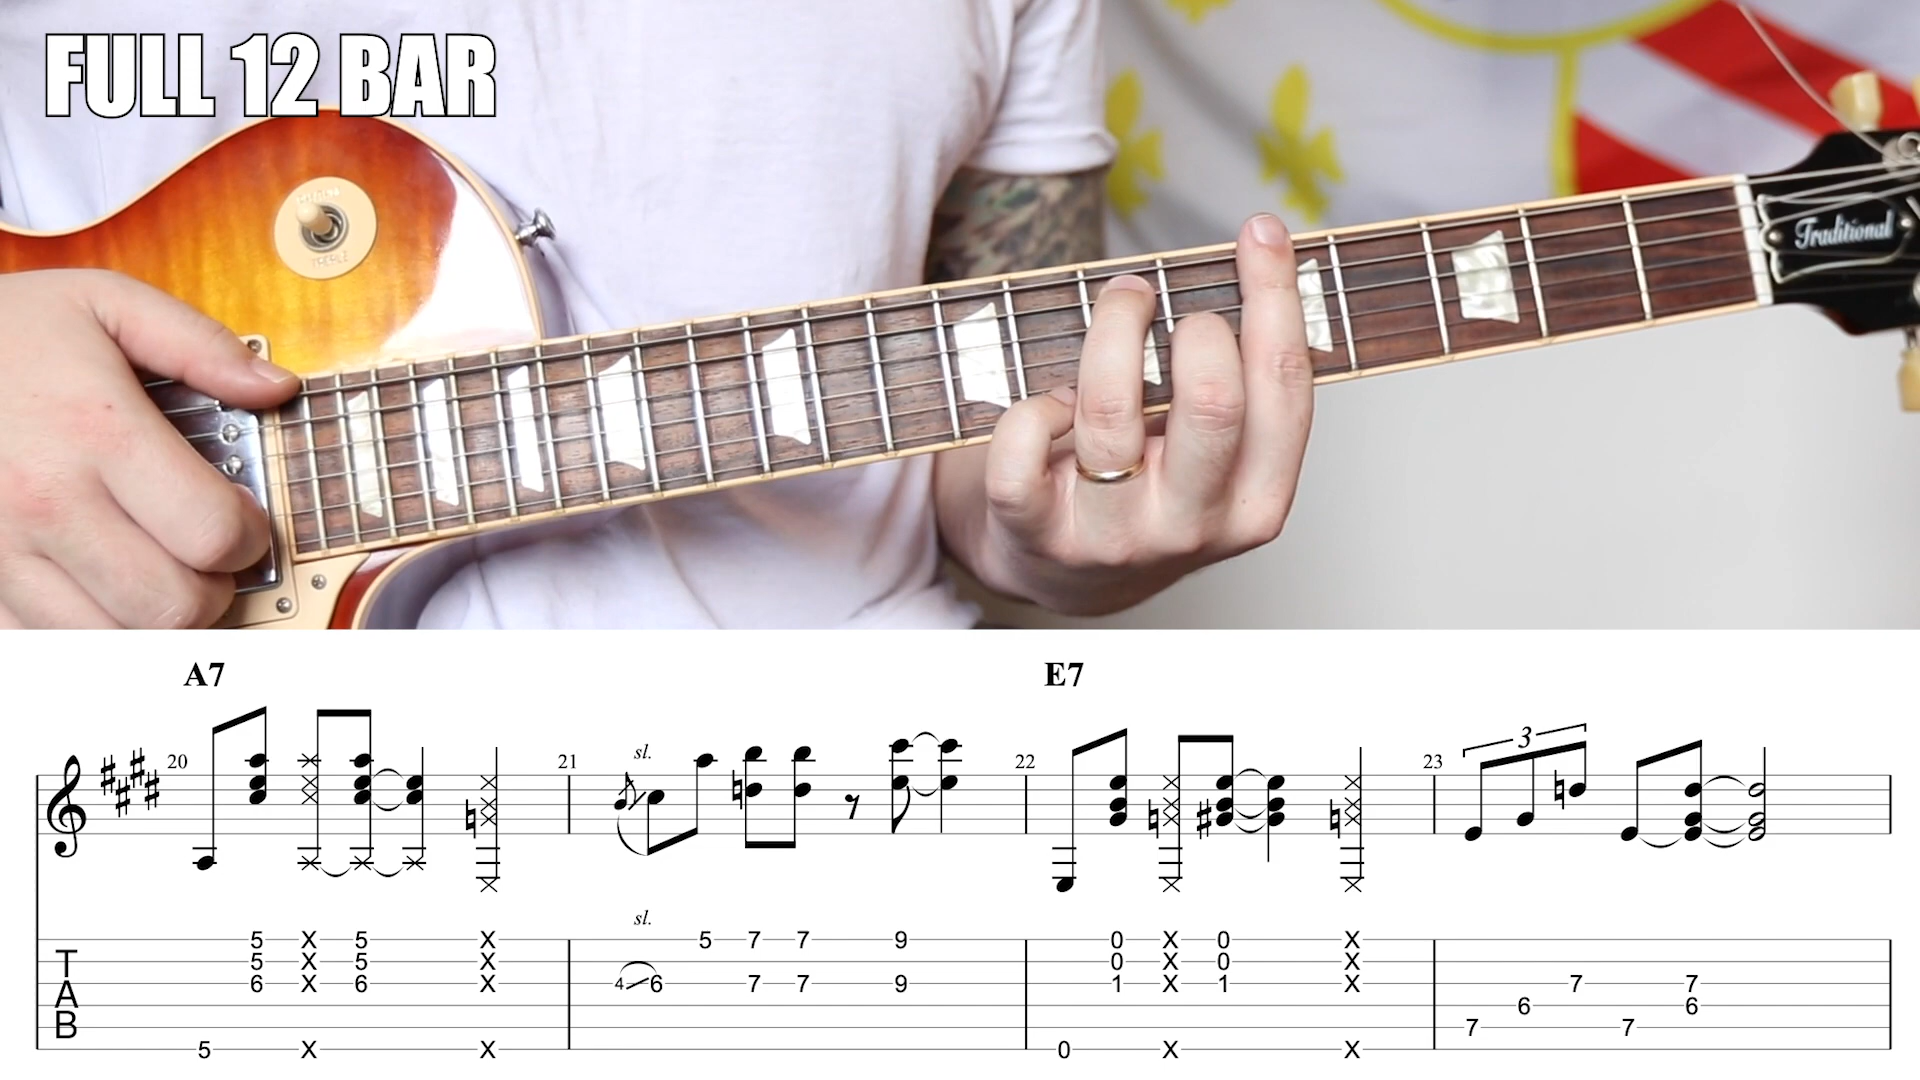 FULL 12 BAR
TREBLE
Traditional
A7 E7
20 21 sl. 22 23 3
sl.
5 X 5 X 5 7 7 9 0 X 0 X
T 5 X 5 X 0 X 0 X
A 6 X 6 X 4 6 7 7 9 1 X 1 X 7 7
6 6
B 7 7
5 X X 0 X X